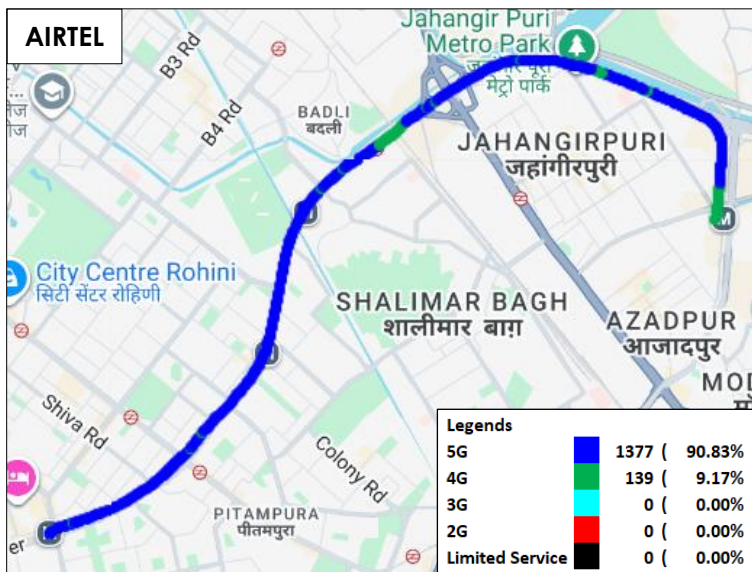 AIRTEL
Jahangir Puri
Metro Park
मेट्रो पार्क
B3 Rd
B4 Rd
BADLI
बदली
JAHANGIRPURI
जहांगीरपुरी
M
City Centre Rohini
सिटी सेंटर रोहिणी
SHALIMAR BAGH
शालीमार बाग़
AZADPUR
आजादपुर
MOD
Shiva Rd
Colony Rd
PITAMPURA
पीतमपुरा
er
Legends
5G 1377 ( 90.83%
4G 139 ( 9.17%
3G 0 ( 0.00%
2G 0 ( 0.00%
Limited Service 0 ( 0.00%